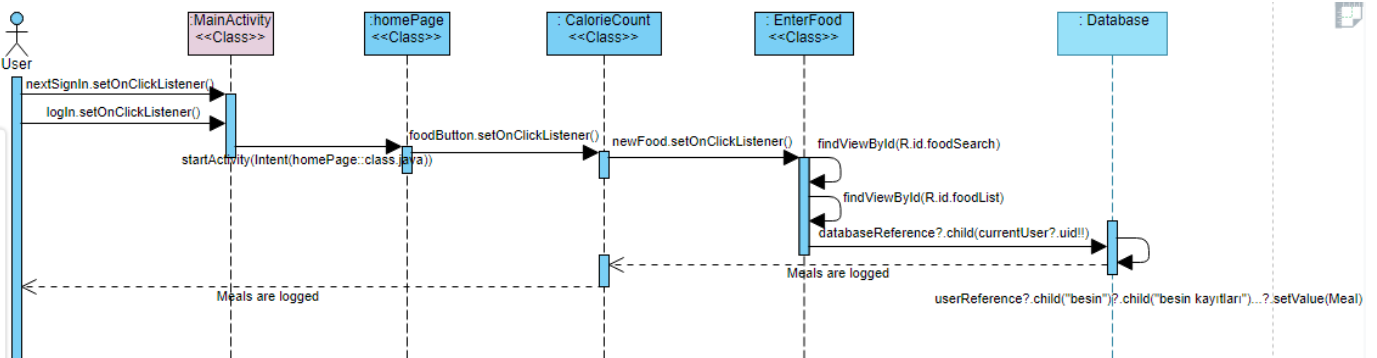 :MainActivity
<<Class>>
:homePage
<<Class>>
: CalorieCount
<<Class>>
: EnterFood
<<Class>>
: Database
User
nextSignIn.setOnClickListener()
logIn.setOnClickListener()
startActivity(Intent(homePage::class.java))
foodButton.setOnClickListener()
newFood.setOnClickListener()
findViewById(R.id.foodSearch)
findViewById(R.id.foodList)
databaseReference?.child(currentUser?.uid!!)
Meals are logged
Meals are logged
userReference?.child("besin")?.child("besin kayıtları")...?.setValue(Meal)